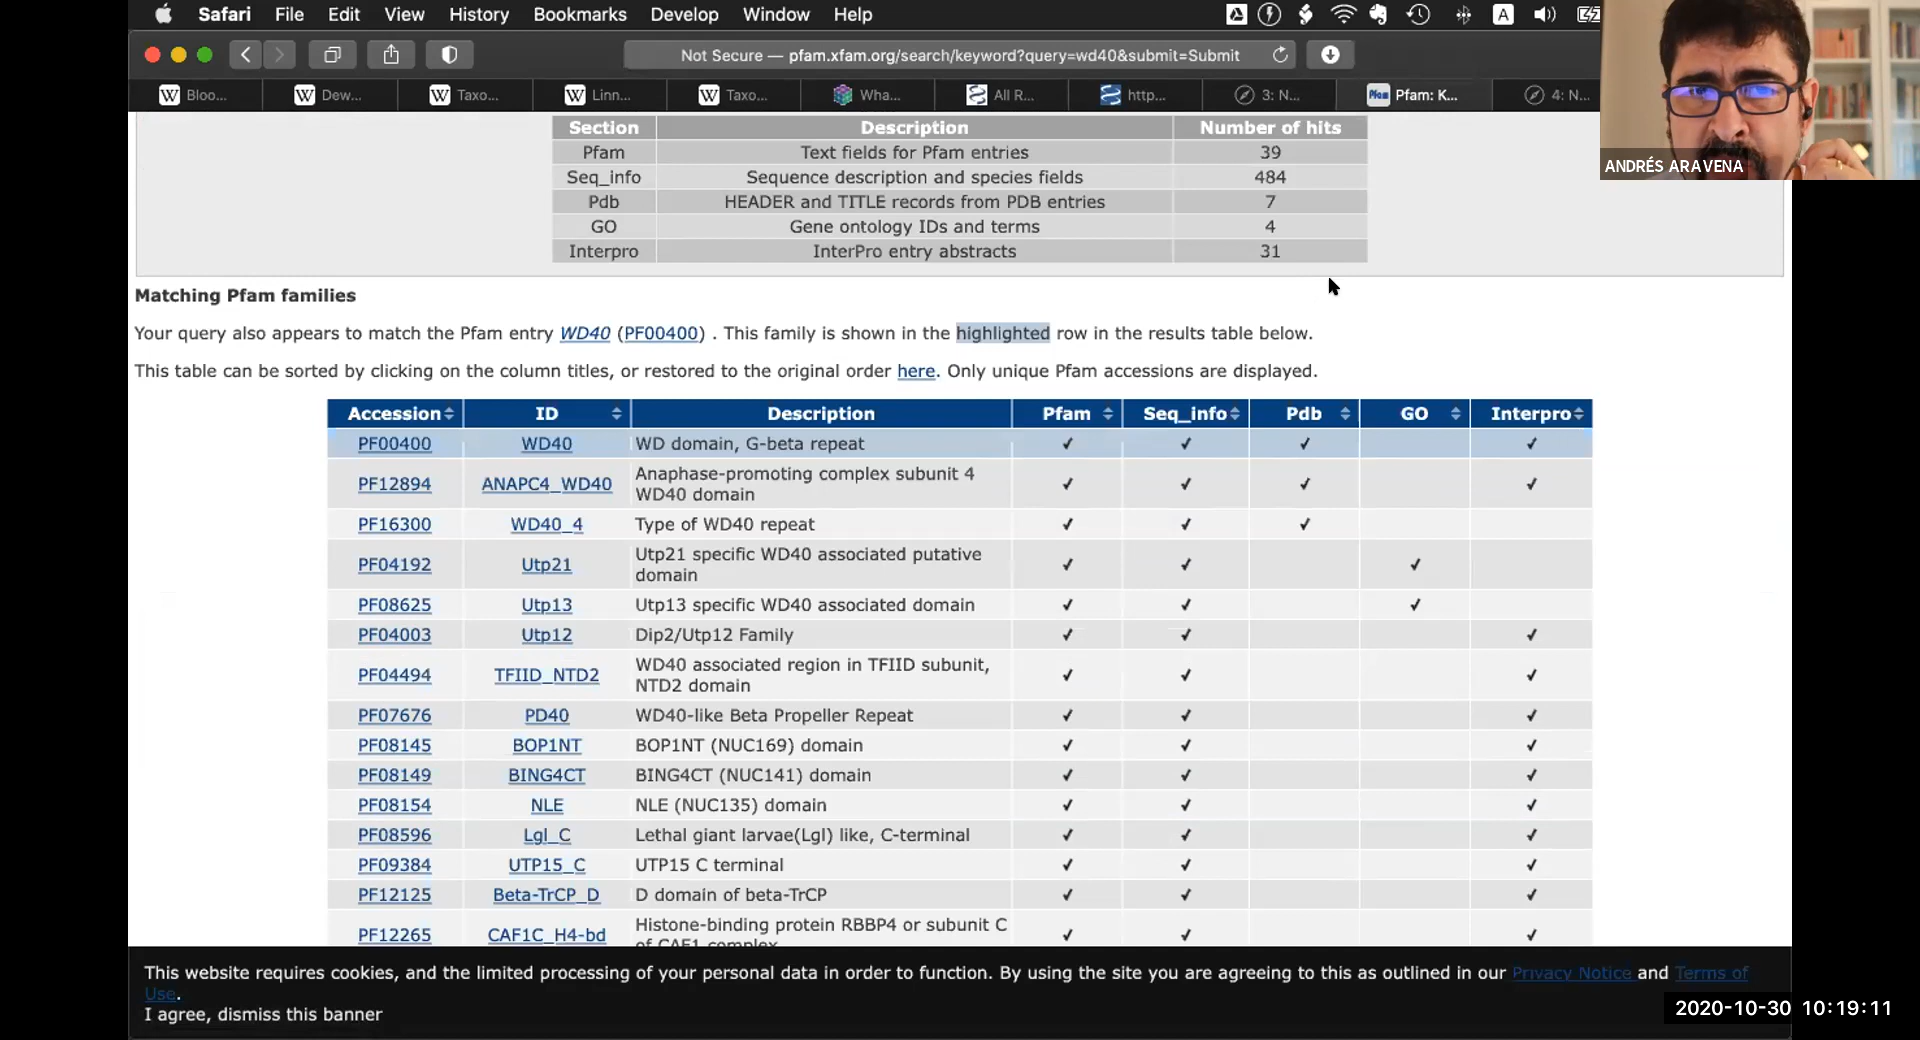 Safari File Edit View History Bookmarks Develop Window Help A
Not Secure — pfam.xfam.org/search/keyword?query=wd40&submit=Submit
W Bloo... W Dew... W Taxo... W Linn... W Taxo... Wha... All R... http... 3: N... Pfam Pfam: K... 4: N...
Section Description Number of hits
Pfam Text fields for Pfam entries 39
Seq_info Sequence description and species fields 484
Pdb HEADER and TITLE records from PDB entries 7
GO Gene ontology IDs and terms 4
Interpro InterPro entry abstracts 31
ANDRÉS ARAVENA
Matching Pfam families
Your query also appears to match the Pfam entry WD40 (PF00400) . This family is shown in the highlighted row in the results table below.
This table can be sorted by clicking on the column titles, or restored to the original order here. Only unique Pfam accessions are displayed.
Accession ID Description Pfam Seq_info Pdb GO Interpro
PF00400 WD40 WD domain, G-beta repeat ✓ ✓ ✓ ✓
PF12894 ANAPC4_WD40 Anaphase-promoting complex subunit 4 ✓ ✓ ✓ ✓
WD40 domain
PF16300 WD40_4 Type of WD40 repeat ✓ ✓ ✓
PF04192 Utp21 Utp21 specific WD40 associated putative ✓ ✓ ✓
domain
PF08625 Utp13 Utp13 specific WD40 associated domain ✓ ✓ ✓
PF04003 Utp12 Dip2/Utp12 Family ✓ ✓ ✓
PF04494 TFIID_NTD2 WD40 associated region in TFIID subunit, ✓ ✓ ✓
NTD2 domain
PF07676 PD40 WD40-like Beta Propeller Repeat ✓ ✓ ✓
PF08145 BOP1NT BOP1NT (NUC169) domain ✓ ✓ ✓
PF08149 BING4CT BING4CT (NUC141) domain ✓ ✓ ✓
PF08154 NLE NLE (NUC135) domain ✓ ✓ ✓
PF08596 Lgl_C Lethal giant larvae(Lgl) like, C-terminal ✓ ✓ ✓
PF09384 UTP15_C UTP15 C terminal ✓ ✓ ✓
PF12125 Beta-TrCP_D D domain of beta-TrCP ✓ ✓ ✓
PF12265 CAF1C_H4-bd Histone-binding protein RBBP4 or subunit C ✓ ✓ ✓
of CAF1 complex
This website requires cookies, and the limited processing of your personal data in order to function. By using the site you are agreeing to this as outlined in our Privacy Notice and Terms of
Use.
I agree, dismiss this banner
2020-10-30 10:19:11